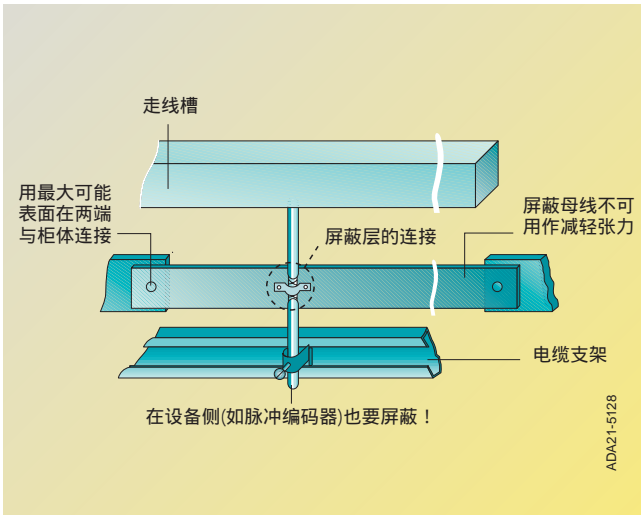 走线槽
用最大可能
表面在两端
与柜体连接
屏蔽层的连接
屏蔽母线不可
用作减轻张力
电缆支架
在设备侧(如脉冲编码器)也要屏蔽！
ADA21-5128